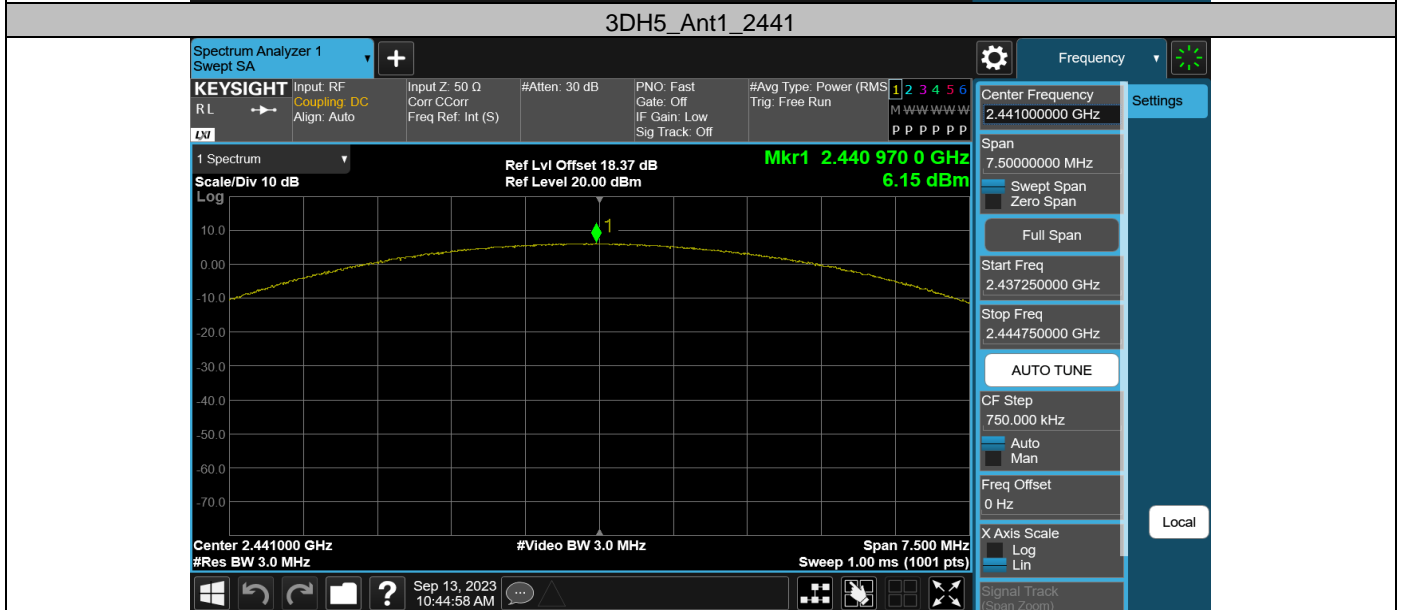 3DH5_Ant1_2441
Spectrum Analyzer 1
Swept SA
+
Frequency
KEYSIGHT
RL
LXI
Input: RF
Coupling: DC
Align: Auto
Input Z: 50 Ω
Corr CCorr
Freq Ref: Int (S)
#Atten: 30 dB
PNO: Fast
Gate: Off
IF Gain: Low
Sig Track: Off
#Avg Type: Power (RMS
Trig: Free Run
1 2 3 4 5 6
M W W W W W
P P P P P P
Center Frequency
2.441000000 GHz
Settings
Span
7.50000000 MHz
Swept Span
Zero Span
Full Span
Start Freq
2.437250000 GHz
Stop Freq
2.444750000 GHz
AUTO TUNE
CF Step
750.000 kHz
Auto
Man
Freq Offset
0 Hz
X Axis Scale
Log
Lin
Signal Track
(Span Zoom)
Local
1 Spectrum
Scale/Div 10 dB
Log
Ref Lvl Offset 18.37 dB
Ref Level 20.00 dBm
Mkr1 2.440 970 0 GHz
6.15 dBm
1
10.0
0.00
-10.0
-20.0
-30.0
-40.0
-50.0
-60.0
-70.0
Center 2.441000 GHz
#Res BW 3.0 MHz
#Video BW 3.0 MHz
Span 7.500 MHz
Sweep 1.00 ms (1001 pts)
?
Sep 13, 2023
10:44:58 AM